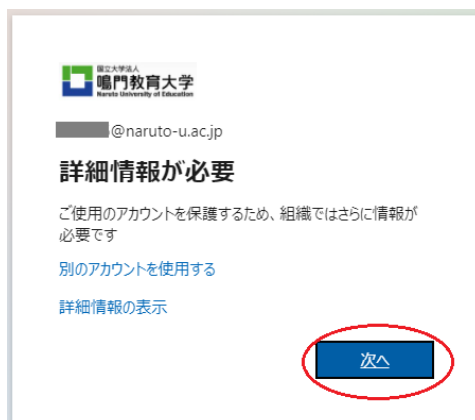 国立大学法人
鳴門教育大学
Naruto University of Education
@naruto-u.ac.jp
詳細情報が必要
ご使用のアカウントを保護するため、組織ではさらに情報が
必要です
別のアカウントを使用する
詳細情報の表示
次へ